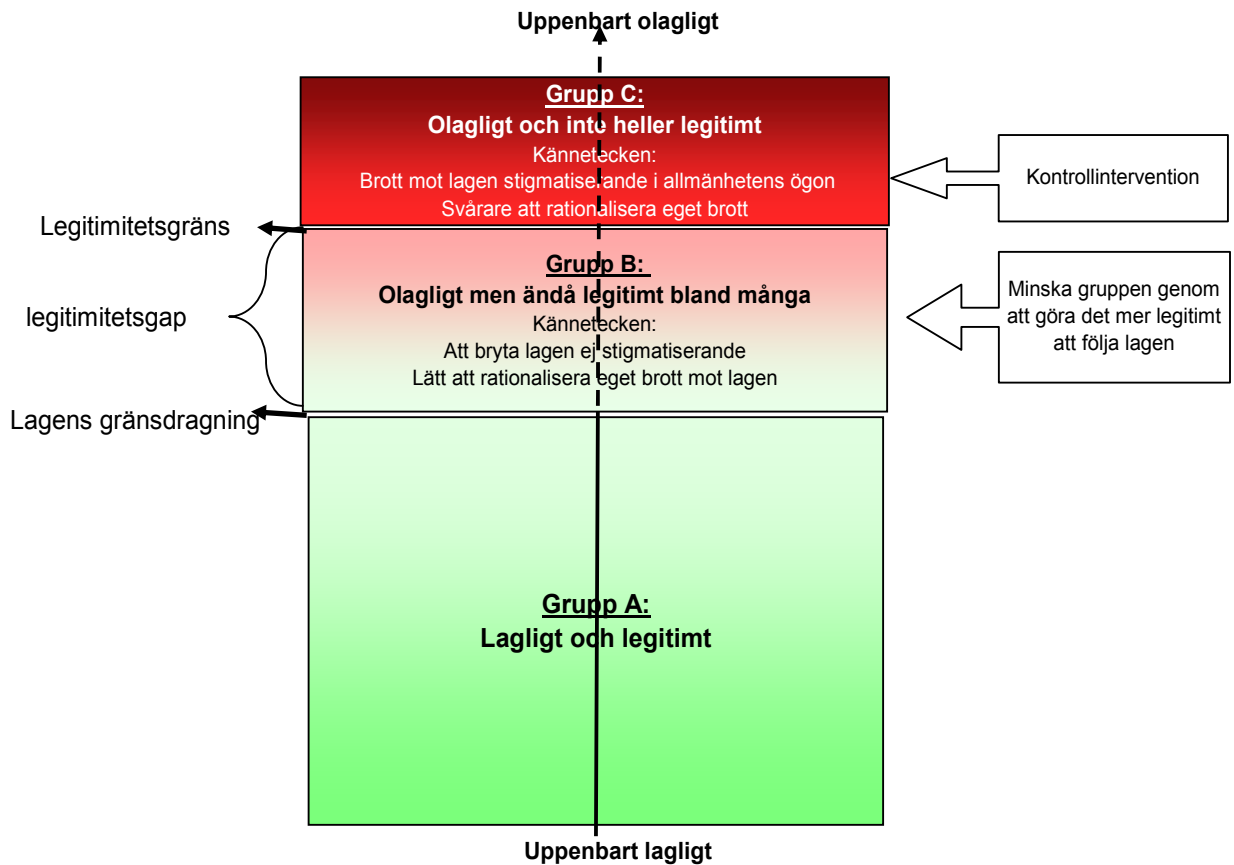 Uppenbart olagligt
Grupp C:
Olagligt och inte heller legitimt
Kännetecken:
Brott mot lagen stigmatiserande i allmänhetens ögon
Svårare att rationalisera eget brott
Kontrollintervention
Legitimitetsgräns
legitimitetsgap
Lagens gränsdragning
Grupp B:
Olagligt men ändå legitimt bland många
Kännetecken:
Att bryta lagen ej stigmatiserande
Lätt att rationalisera eget brott mot lagen
Minska gruppen genom
att göra det mer legitimt
att följa lagen
Grupp A:
Lagligt och legitimt
Uppenbart lagligt